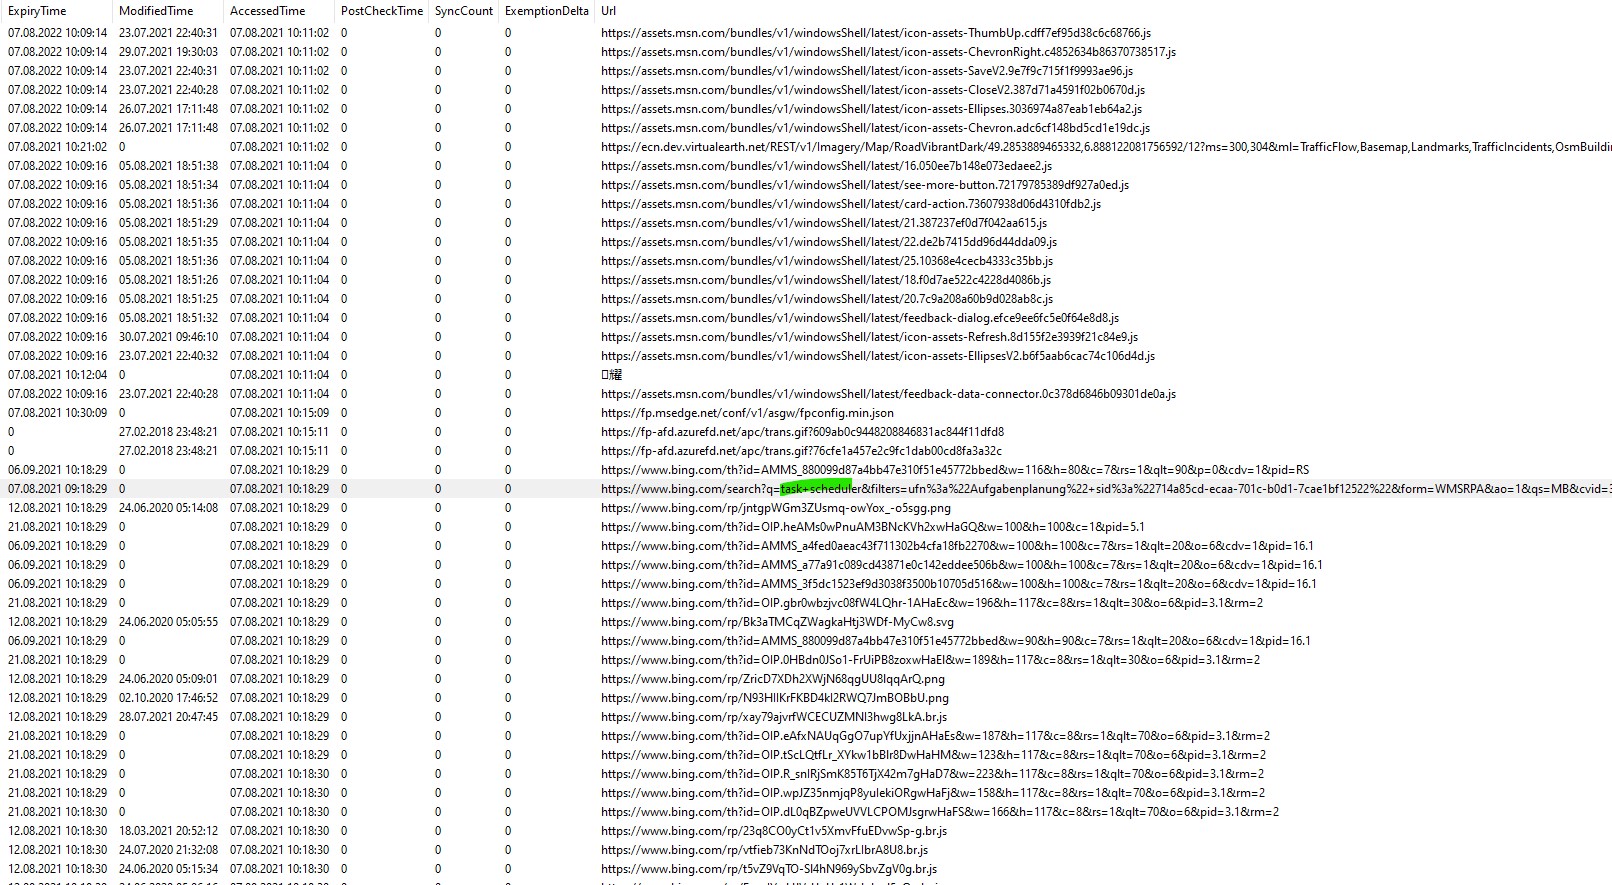 ExpiryTime ModifiedTime AccessedTime PostCheckTime SyncCount ExemptionDelta Url
07.08.2022 10:09:14 23.07.2021 22:40:31 07.08.2021 10:11:02 0 0 0 https://assets.msn.com/bundles/v1/windowsShell/latest/icon-assets-ThumbUp.cdff7ef95d38c6c68766.js
07.08.2022 10:09:14 29.07.2021 19:30:03 07.08.2021 10:11:02 0 0 0 https://assets.msn.com/bundles/v1/windowsShell/latest/icon-assets-ChevronRight.c4852634b86370738517.js
07.08.2022 10:09:14 23.07.2021 22:40:31 07.08.2021 10:11:02 0 0 0 https://assets.msn.com/bundles/v1/windowsShell/latest/icon-assets-SaveV2.9e7f9c715f1f9993ae96.js
07.08.2022 10:09:14 23.07.2021 22:40:28 07.08.2021 10:11:02 0 0 0 https://assets.msn.com/bundles/v1/windowsShell/latest/icon-assets-CloseV2.387d71a4591f02b0670d.js
07.08.2022 10:09:14 26.07.2021 17:11:48 07.08.2021 10:11:02 0 0 0 https://assets.msn.com/bundles/v1/windowsShell/latest/icon-assets-Ellipses.3036974a87eab1eb64a2.js
07.08.2022 10:09:14 26.07.2021 17:11:48 07.08.2021 10:11:02 0 0 0 https://assets.msn.com/bundles/v1/windowsShell/latest/icon-assets-Chevron.adc6cf148bd5cd1e19dc.js
07.08.2021 10:21:02 0 07.08.2021 10:11:02 0 0 0 https://ecn.dev.virtualearth.net/REST/v1/Imagery/Map/RoadVibrantDark/49.2853889465332,6.888122081756592/12?ms=300,304&ml=TrafficFlow,Basemap,Landmarks,TrafficIncidents,OsmBuildin
07.08.2022 10:09:16 05.08.2021 18:51:38 07.08.2021 10:11:04 0 0 0 https://assets.msn.com/bundles/v1/windowsShell/latest/16.050ee7b148e073edaee2.js
07.08.2022 10:09:16 05.08.2021 18:51:34 07.08.2021 10:11:04 0 0 0 https://assets.msn.com/bundles/v1/windowsShell/latest/see-more-button.72179785389df927a0ed.js
07.08.2022 10:09:16 05.08.2021 18:51:36 07.08.2021 10:11:04 0 0 0 https://assets.msn.com/bundles/v1/windowsShell/latest/card-action.73607938d06d4310fdb2.js
07.08.2022 10:09:16 05.08.2021 18:51:29 07.08.2021 10:11:04 0 0 0 https://assets.msn.com/bundles/v1/windowsShell/latest/21.387237ef0d7f042aa615.js
07.08.2022 10:09:16 05.08.2021 18:51:35 07.08.2021 10:11:04 0 0 0 https://assets.msn.com/bundles/v1/windowsShell/latest/22.de2b7415dd96d44dda09.js
07.08.2022 10:09:16 05.08.2021 18:51:36 07.08.2021 10:11:04 0 0 0 https://assets.msn.com/bundles/v1/windowsShell/latest/25.10368e4cecb4333c35bb.js
07.08.2022 10:09:16 05.08.2021 18:51:26 07.08.2021 10:11:04 0 0 0 https://assets.msn.com/bundles/v1/windowsShell/latest/18.f0d7ae522c4228d4086b.js
07.08.2022 10:09:16 05.08.2021 18:51:25 07.08.2021 10:11:04 0 0 0 https://assets.msn.com/bundles/v1/windowsShell/latest/20.7c9a208a60b9d028ab8c.js
07.08.2022 10:09:16 05.08.2021 18:51:32 07.08.2021 10:11:04 0 0 0 https://assets.msn.com/bundles/v1/windowsShell/latest/feedback-dialog.efce9ee6fc5e0f64e8d8.js
07.08.2022 10:09:16 30.07.2021 09:46:10 07.08.2021 10:11:04 0 0 0 https://assets.msn.com/bundles/v1/windowsShell/latest/icon-assets-Refresh.8d155f2e3939f21c84e9.js
07.08.2022 10:09:16 23.07.2021 22:40:32 07.08.2021 10:11:04 0 0 0 https://assets.msn.com/bundles/v1/windowsShell/latest/icon-assets-EllipsesV2.b6f5aab6cac74c106d4d.js
07.08.2021 10:12:04 0 07.08.2021 10:11:04 0 0 0 耀
07.08.2022 10:09:16 23.07.2021 22:40:28 07.08.2021 10:11:04 0 0 0 https://assets.msn.com/bundles/v1/windowsShell/latest/feedback-data-connector.0c378d6846b09301de0a.js
07.08.2021 10:30:09 0 07.08.2021 10:15:09 0 0 0 https://fp.msedge.net/conf/v1/asgw/fpconfig.min.json
0 27.02.2018 23:48:21 07.08.2021 10:15:11 0 0 0 https://fp-afd.azurefd.net/apc/trans.gif?609ab0c9448208846831ac844f11dfd8
0 27.02.2018 23:48:21 07.08.2021 10:15:11 0 0 0 https://fp-afd.azurefd.net/apc/trans.gif?76cfe1a457e2c9fc1dab00cd8fa3a32c
06.09.2021 10:18:29 0 07.08.2021 10:18:29 0 0 0 https://www.bing.com/th?id=AMMS_880099d87a4bb47e310f51e45772bbed&w=116&h=80&c=7&rs=1&qlt=90&p=0&cdv=1&pid=RS
07.08.2021 09:18:29 0 07.08.2021 10:18:29 0 0 0 https://www.bing.com/search?q=task+scheduler&filters=ufn%3a%22Aufgabenplanung%22+sid%3a%22714a85cd-ecaa-701c-b0d1-7cae1bf12522%22&form=WMSRPA&ao=1&qs=MB&cvid=3
12.08.2021 10:18:29 24.06.2020 05:14:08 07.08.2021 10:18:29 0 0 0 https://www.bing.com/rp/jntgpWGm3ZUsmq-owYox_-o5sgg.png
21.08.2021 10:18:29 0 07.08.2021 10:18:29 0 0 0 https://www.bing.com/th?id=OIP.heAMs0wPnuAM3BNcKVh2xwHaGQ&w=100&h=100&c=1&pid=5.1
06.09.2021 10:18:29 0 07.08.2021 10:18:29 0 0 0 https://www.bing.com/th?id=AMMS_a4fed0aeac43f711302b4cfa18fb2270&w=100&h=100&c=7&rs=1&qlt=20&o=6&cdv=1&pid=16.1
06.09.2021 10:18:29 0 07.08.2021 10:18:29 0 0 0 https://www.bing.com/th?id=AMMS_a77a91c089cd43871e0c142eddee506b&w=100&h=100&c=7&rs=1&qlt=20&o=6&cdv=1&pid=16.1
06.09.2021 10:18:29 0 07.08.2021 10:18:29 0 0 0 https://www.bing.com/th?id=AMMS_3f5dc1523ef9d3038f3500b10705d516&w=100&h=100&c=7&rs=1&qlt=20&o=6&cdv=1&pid=16.1
21.08.2021 10:18:29 0 07.08.2021 10:18:29 0 0 0 https://www.bing.com/th?id=OIP.gbr0wbzjvc08fW4LQhr-1AHaEc&w=196&h=117&c=8&rs=1&qlt=30&o=6&pid=3.1&rm=2
12.08.2021 10:18:29 24.06.2020 05:05:55 07.08.2021 10:18:29 0 0 0 https://www.bing.com/rp/Bk3aTMCqZWagkaHtj3WDf-MyCw8.svg
06.09.2021 10:18:29 0 07.08.2021 10:18:29 0 0 0 https://www.bing.com/th?id=AMMS_880099d87a4bb47e310f51e45772bbed&w=90&h=90&c=7&rs=1&qlt=20&o=6&cdv=1&pid=16.1
21.08.2021 10:18:29 0 07.08.2021 10:18:29 0 0 0 https://www.bing.com/th?id=OIP.0HBdn0JSo1-FrUiPB8zoxwHaEI&w=189&h=117&c=8&rs=1&qlt=30&o=6&pid=3.1&rm=2
12.08.2021 10:18:29 24.06.2020 05:09:01 07.08.2021 10:18:29 0 0 0 https://www.bing.com/rp/ZricD7XDh2XWjN68qgUU8IqqArQ.png
12.08.2021 10:18:29 02.10.2020 17:46:52 07.08.2021 10:18:29 0 0 0 https://www.bing.com/rp/N93HIlKrFKBD4kl2RWQ7JmBOBbU.png
12.08.2021 10:18:29 28.07.2021 20:47:45 07.08.2021 10:18:29 0 0 0 https://www.bing.com/rp/xay79ajvrfWCECUZMNI3hwg8LkA.br.js
21.08.2021 10:18:29 0 07.08.2021 10:18:29 0 0 0 https://www.bing.com/th?id=OIP.eAfxNAUqGgO7upYfUxjjnAHaEs&w=187&h=117&c=8&rs=1&qlt=70&o=6&pid=3.1&rm=2
21.08.2021 10:18:29 0 07.08.2021 10:18:29 0 0 0 https://www.bing.com/th?id=OIP.tScLQtfLr_XYkw1bBIr8DwHaHM&w=123&h=117&c=8&rs=1&qlt=70&o=6&pid=3.1&rm=2
21.08.2021 10:18:29 0 07.08.2021 10:18:30 0 0 0 https://www.bing.com/th?id=OIP.R_snIRjSmK85T6TjX42m7gHaD7&w=223&h=117&c=8&rs=1&qlt=70&o=6&pid=3.1&rm=2
21.08.2021 10:18:29 0 07.08.2021 10:18:30 0 0 0 https://www.bing.com/th?id=OIP.wpJZ35nmjqP8yulekiORgwHaFj&w=158&h=117&c=8&rs=1&qlt=70&o=6&pid=3.1&rm=2
21.08.2021 10:18:29 0 07.08.2021 10:18:30 0 0 0 https://www.bing.com/th?id=OIP.dL0qBZpweUVVLCPOMJsgrwHaFS&w=166&h=117&c=8&rs=1&qlt=70&o=6&pid=3.1&rm=2
12.08.2021 10:18:30 18.03.2021 20:52:12 07.08.2021 10:18:30 0 0 0 https://www.bing.com/rp/23q8CO0yCt1v5XmvFfuEDvwSp-g.br.js
12.08.2021 10:18:30 24.07.2020 21:32:08 07.08.2021 10:18:30 0 0 0 https://www.bing.com/rp/vtfieb73KnNdTOoj7xrLlbrA8U8.br.js
12.08.2021 10:18:30 24.06.2020 05:15:34 07.08.2021 10:18:30 0 0 0 https://www.bing.com/rp/t5vZ9VqTO-Sl4hN969ySbvZgV0g.br.js